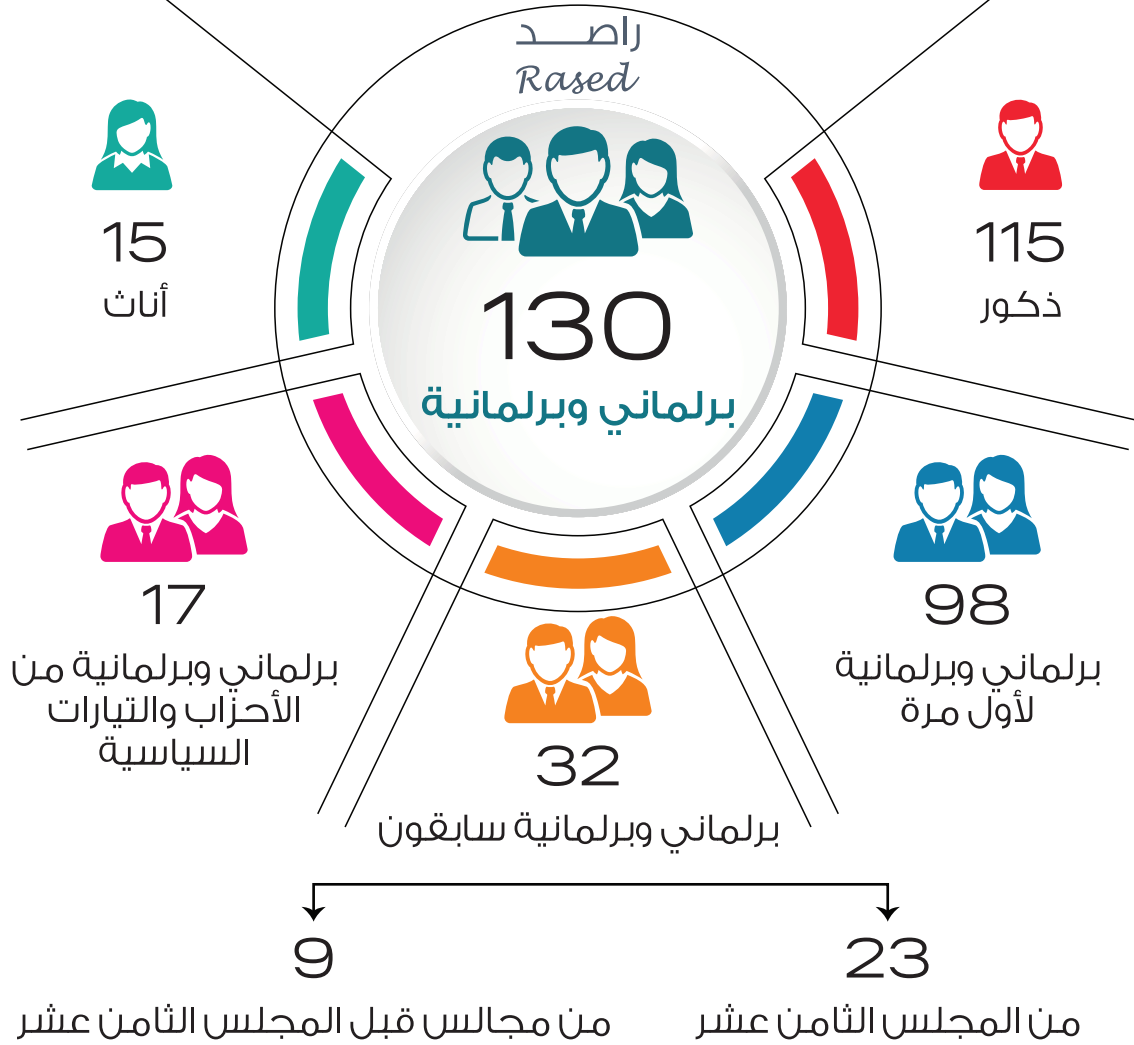 راصد
Rased
130
برلماني وبرلمانية
115
ذكور
15
أناث
98
برلماني وبرلمانية
لأول مرة
17
برلماني وبرلمانية من
الأحزاب والتيارات
السياسية
32
برلماني وبرلمانية سابقون
23
من المجلس الثامن عشر
9
من مجالس قبل المجلس الثامن عشر